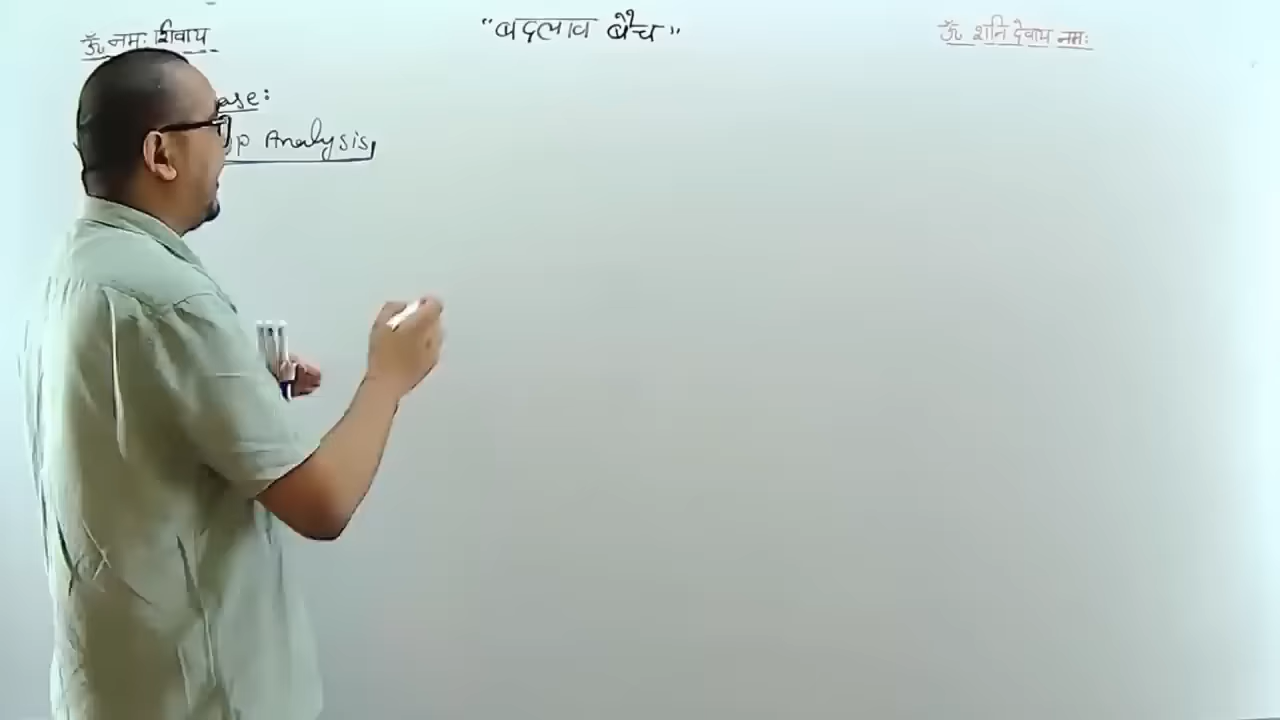 ॐ नमः शिवाय
"बदलाव बैच"
ॐ शनि देवाय नमः
Analysis